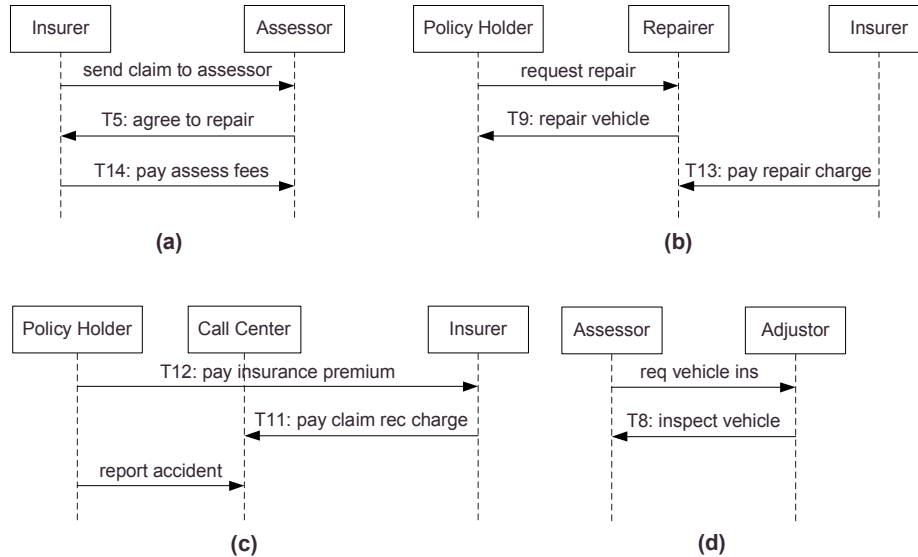 Insurer
Assessor
send claim to assessor
T5: agree to repair
T14: pay assess fees
(a)
Policy Holder
Repairer
Insurer
request repair
T9: repair vehicle
T13: pay repair charge
(b)
Policy Holder
Call Center
Insurer
T12: pay insurance premium
T11: pay claim rec charge
report accident
(c)
Assessor
Adjustor
req vehicle ins
T8: inspect vehicle
(d)